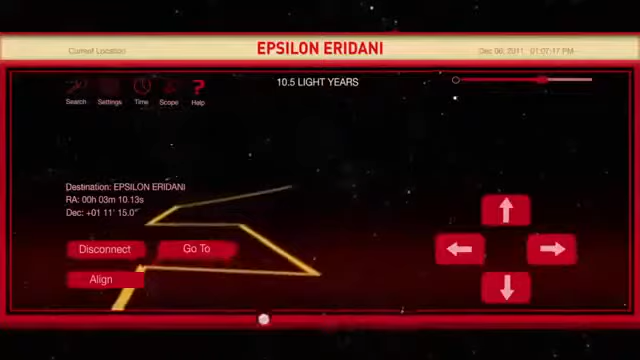 Current Location
EPSILON ERIDANI
Dec 06, 2011 - 01:07:17 PM
10.5 LIGHT YEARS
Search Settings Time Scope Help
Destination: EPSILON ERIDANI
RA: 00h 03m 10.13s
Dec: +01 11' 15.0"
Disconnect Go To
Align